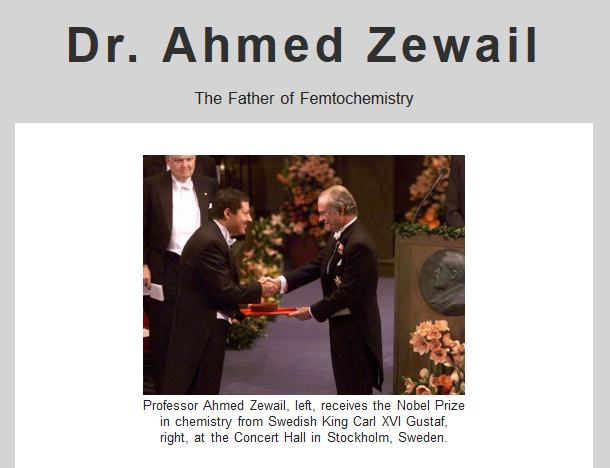 Dr. Ahmed Zewail
The Father of Femtochemistry
Professor Ahmed Zewail, left, receives the Nobel Prize
in chemistry from Swedish King Carl XVI Gustaf,
right, at the Concert Hall in Stockholm, Sweden.